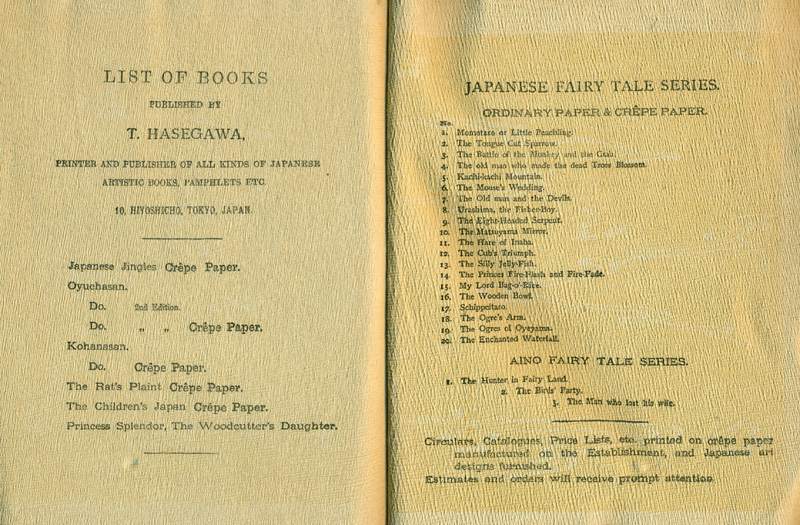 LIST OF BOOKS
PUBLISHED BY
T. HASEGAWA,
PRINTER AND PUBLISHER OF ALL KINDS OF JAPANESE
ARTISTIC BOOKS, PAMPHLETS ETC.
10, HIYOSHICHO, TOKYO, JAPAN.
Japanese Jingles Crêpe Paper.
Oyuchasan.
Do. 2nd Edition.
Do. „ „ Crêpe Paper.
Kohanasan.
Do. Crêpe Paper.
The Rat's Plaint Crêpe Paper.
The Children's Japan Crêpe Paper.
Princess Splendor, The Woodcutter's Daughter.
JAPANESE FAIRY TALE SERIES.
ORDINARY PAPER & CRÊPE PAPER.
No.
1. Momotaro or Little Peachling.
2. The Tongue Cut Sparrow.
3. The Battle of the Monkey and the Crab.
4. The old man who made the dead Trees Blossom.
5. Kachi-kachi Mountain.
6. The Mouse's Wedding.
7. The Old man and the Devils.
8. Urashima, the Fisher-Boy.
9. The Eight-Headed Serpent.
10. The Matsuyama Mirror.
11. The Hare of Inaba.
12. The Cub's Triumph.
13. The Silly Jelly-Fish.
14. The Princes Fire-Flash and Fire-Fade.
15. My Lord Bag-o'-Rice.
16. The Wooden Bowl.
17. Schippeitaro.
18. The Ogre's Arm.
19. The Ogres of Oyeyama.
20. The Enchanted Waterfall.
AINO FAIRY TALE SERIES.
1. The Hunter in Fairy Land.
2. The Birds' Party.
3. The Man who lost his wife.
Circulars, Catalogues, Price Lists, etc. printed on crêpe paper
manufactured on the Establishment, and Japanese art
designs furnished.
Estimates and orders will receive prompt attention.